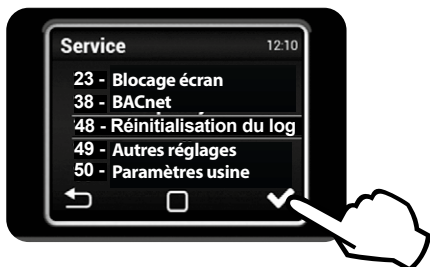 Service 12:10
23 - Blocage écran
38 - BACnet
48 - Réinitialisation du log
49 - Autres réglages
50 - Paramètres usine